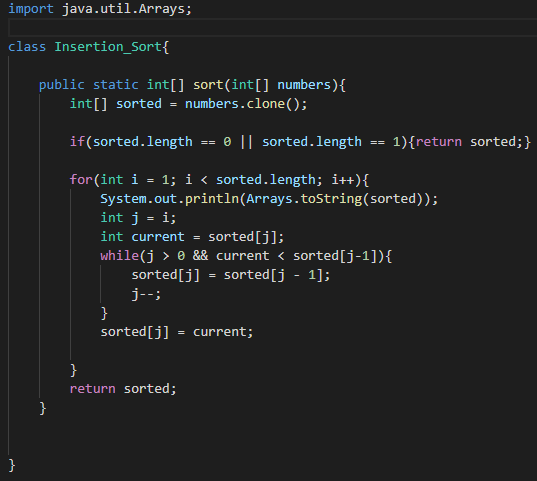 import java.util.Arrays;
class Insertion_Sort{
    public static int[] sort(int[] numbers){
        int[] sorted = numbers.clone();
        if(sorted.length == 0 || sorted.length == 1){return sorted;}
        for(int i = 1; i < sorted.length; i++){
            System.out.println(Arrays.toString(sorted));
            int j = i;
            int current = sorted[j];
            while(j > 0 && current < sorted[j-1]){
                sorted[j] = sorted[j - 1];
                j--;
            }
            sorted[j] = current;
        }
        return sorted;
    }
}